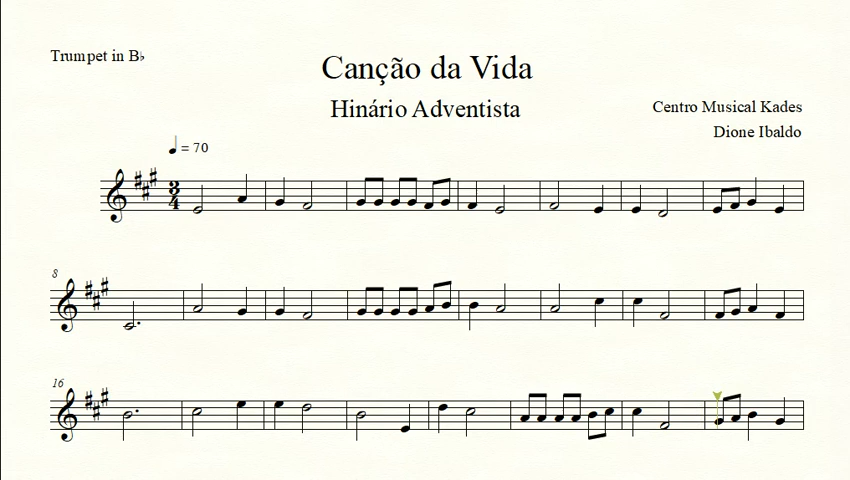 Trumpet in B♭
Canção da Vida
Hinário Adventista
Centro Musical Kades
Dione Ibaldo
= 70
3
4
8
16